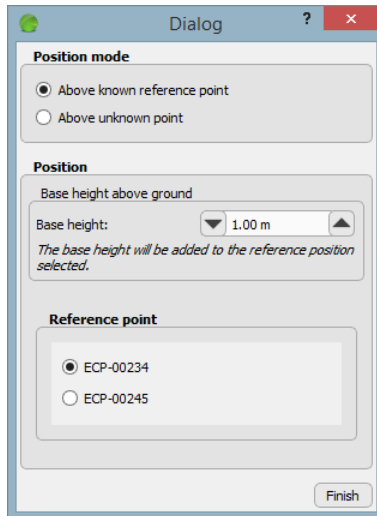 Dialog ? ×
Position mode
Above known reference point
Above unknown point
Position
Base height above ground
Base height: 1.00 m
The base height will be added to the reference position
selected.
Reference point
ECP-00234
ECP-00245
Finish